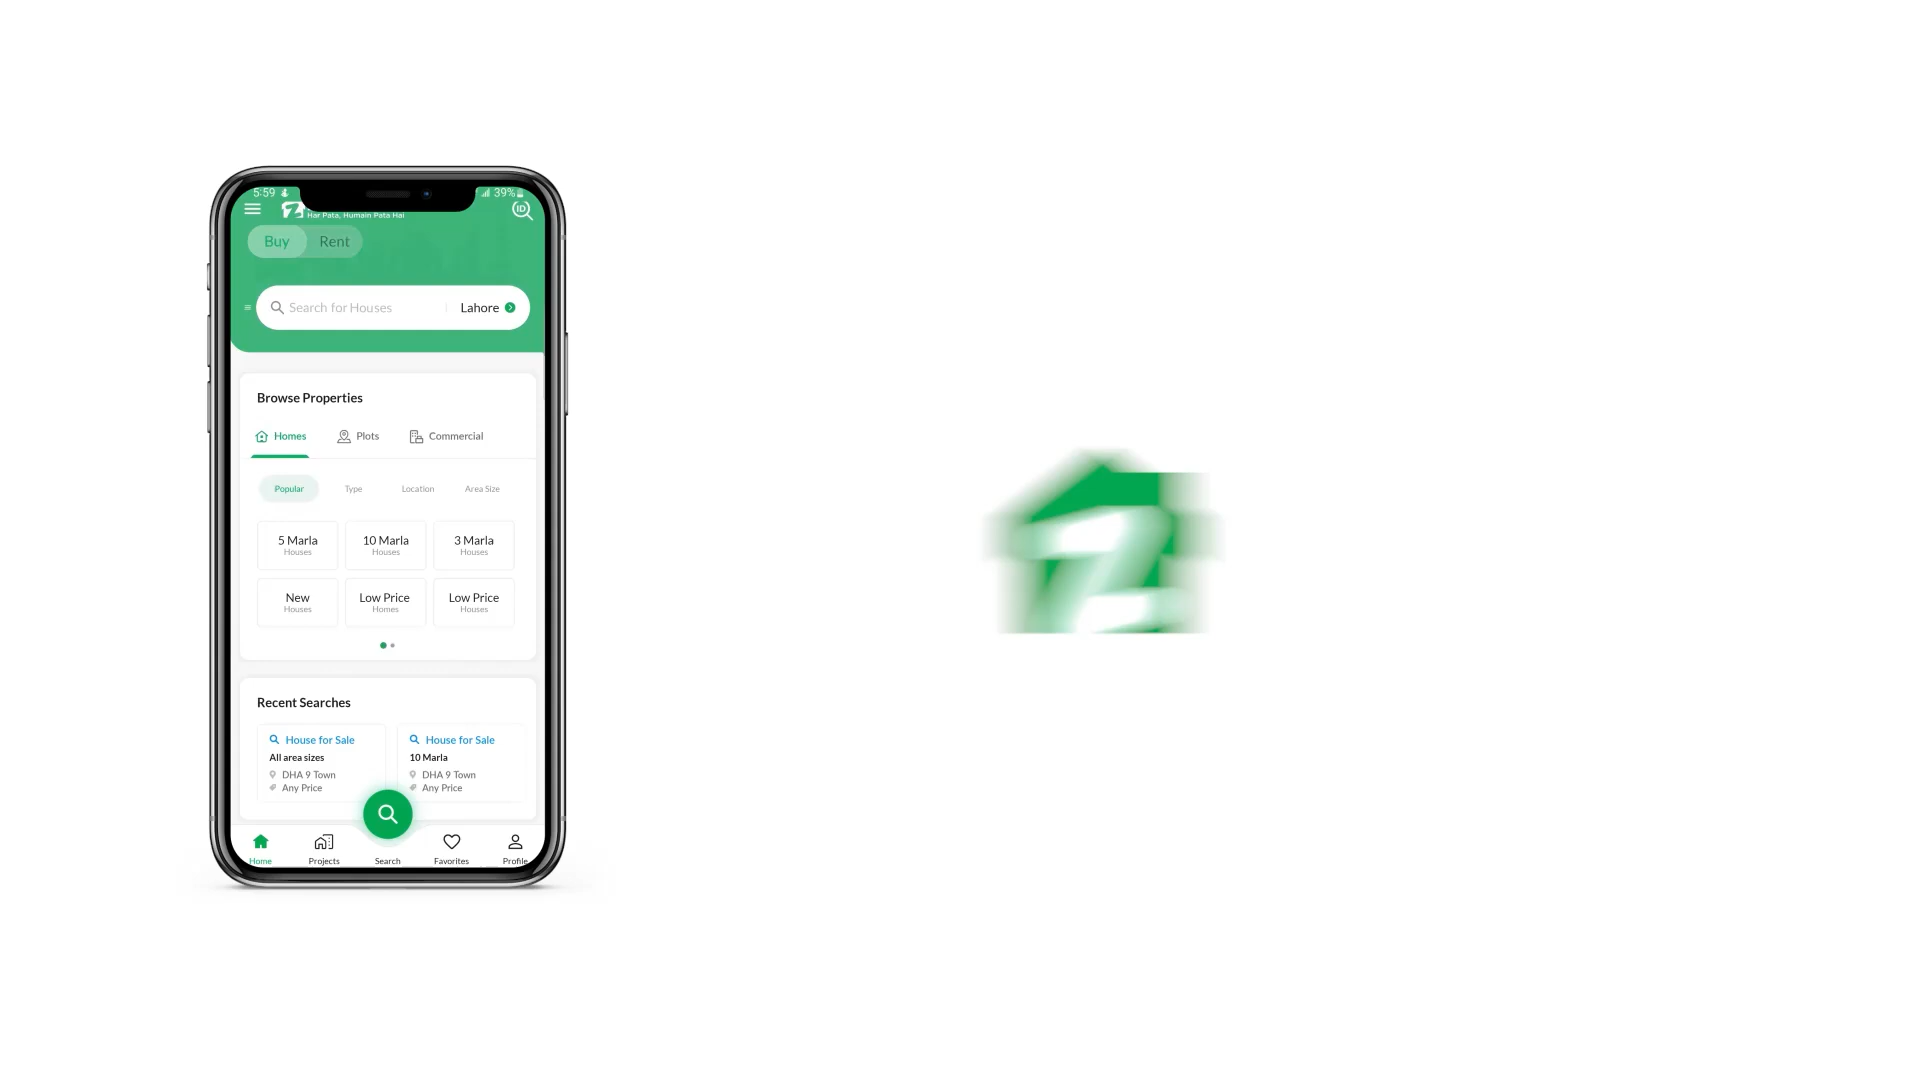 5:59
39%
Har Pata, Humain Pata Hai
ID
Buy Rent
Search for Houses Lahore
Browse Properties
Homes Plots Commercial
Popular Type Location Area Size
5 Marla 10 Marla 3 Marla
Houses Houses Houses
New Low Price Low Price
Houses Homes Houses
Recent Searches
House for Sale House for Sale
All area sizes 10 Marla
DHA 9 Town DHA 9 Town
Any Price Any Price
Home Projects Search Favorites Profile